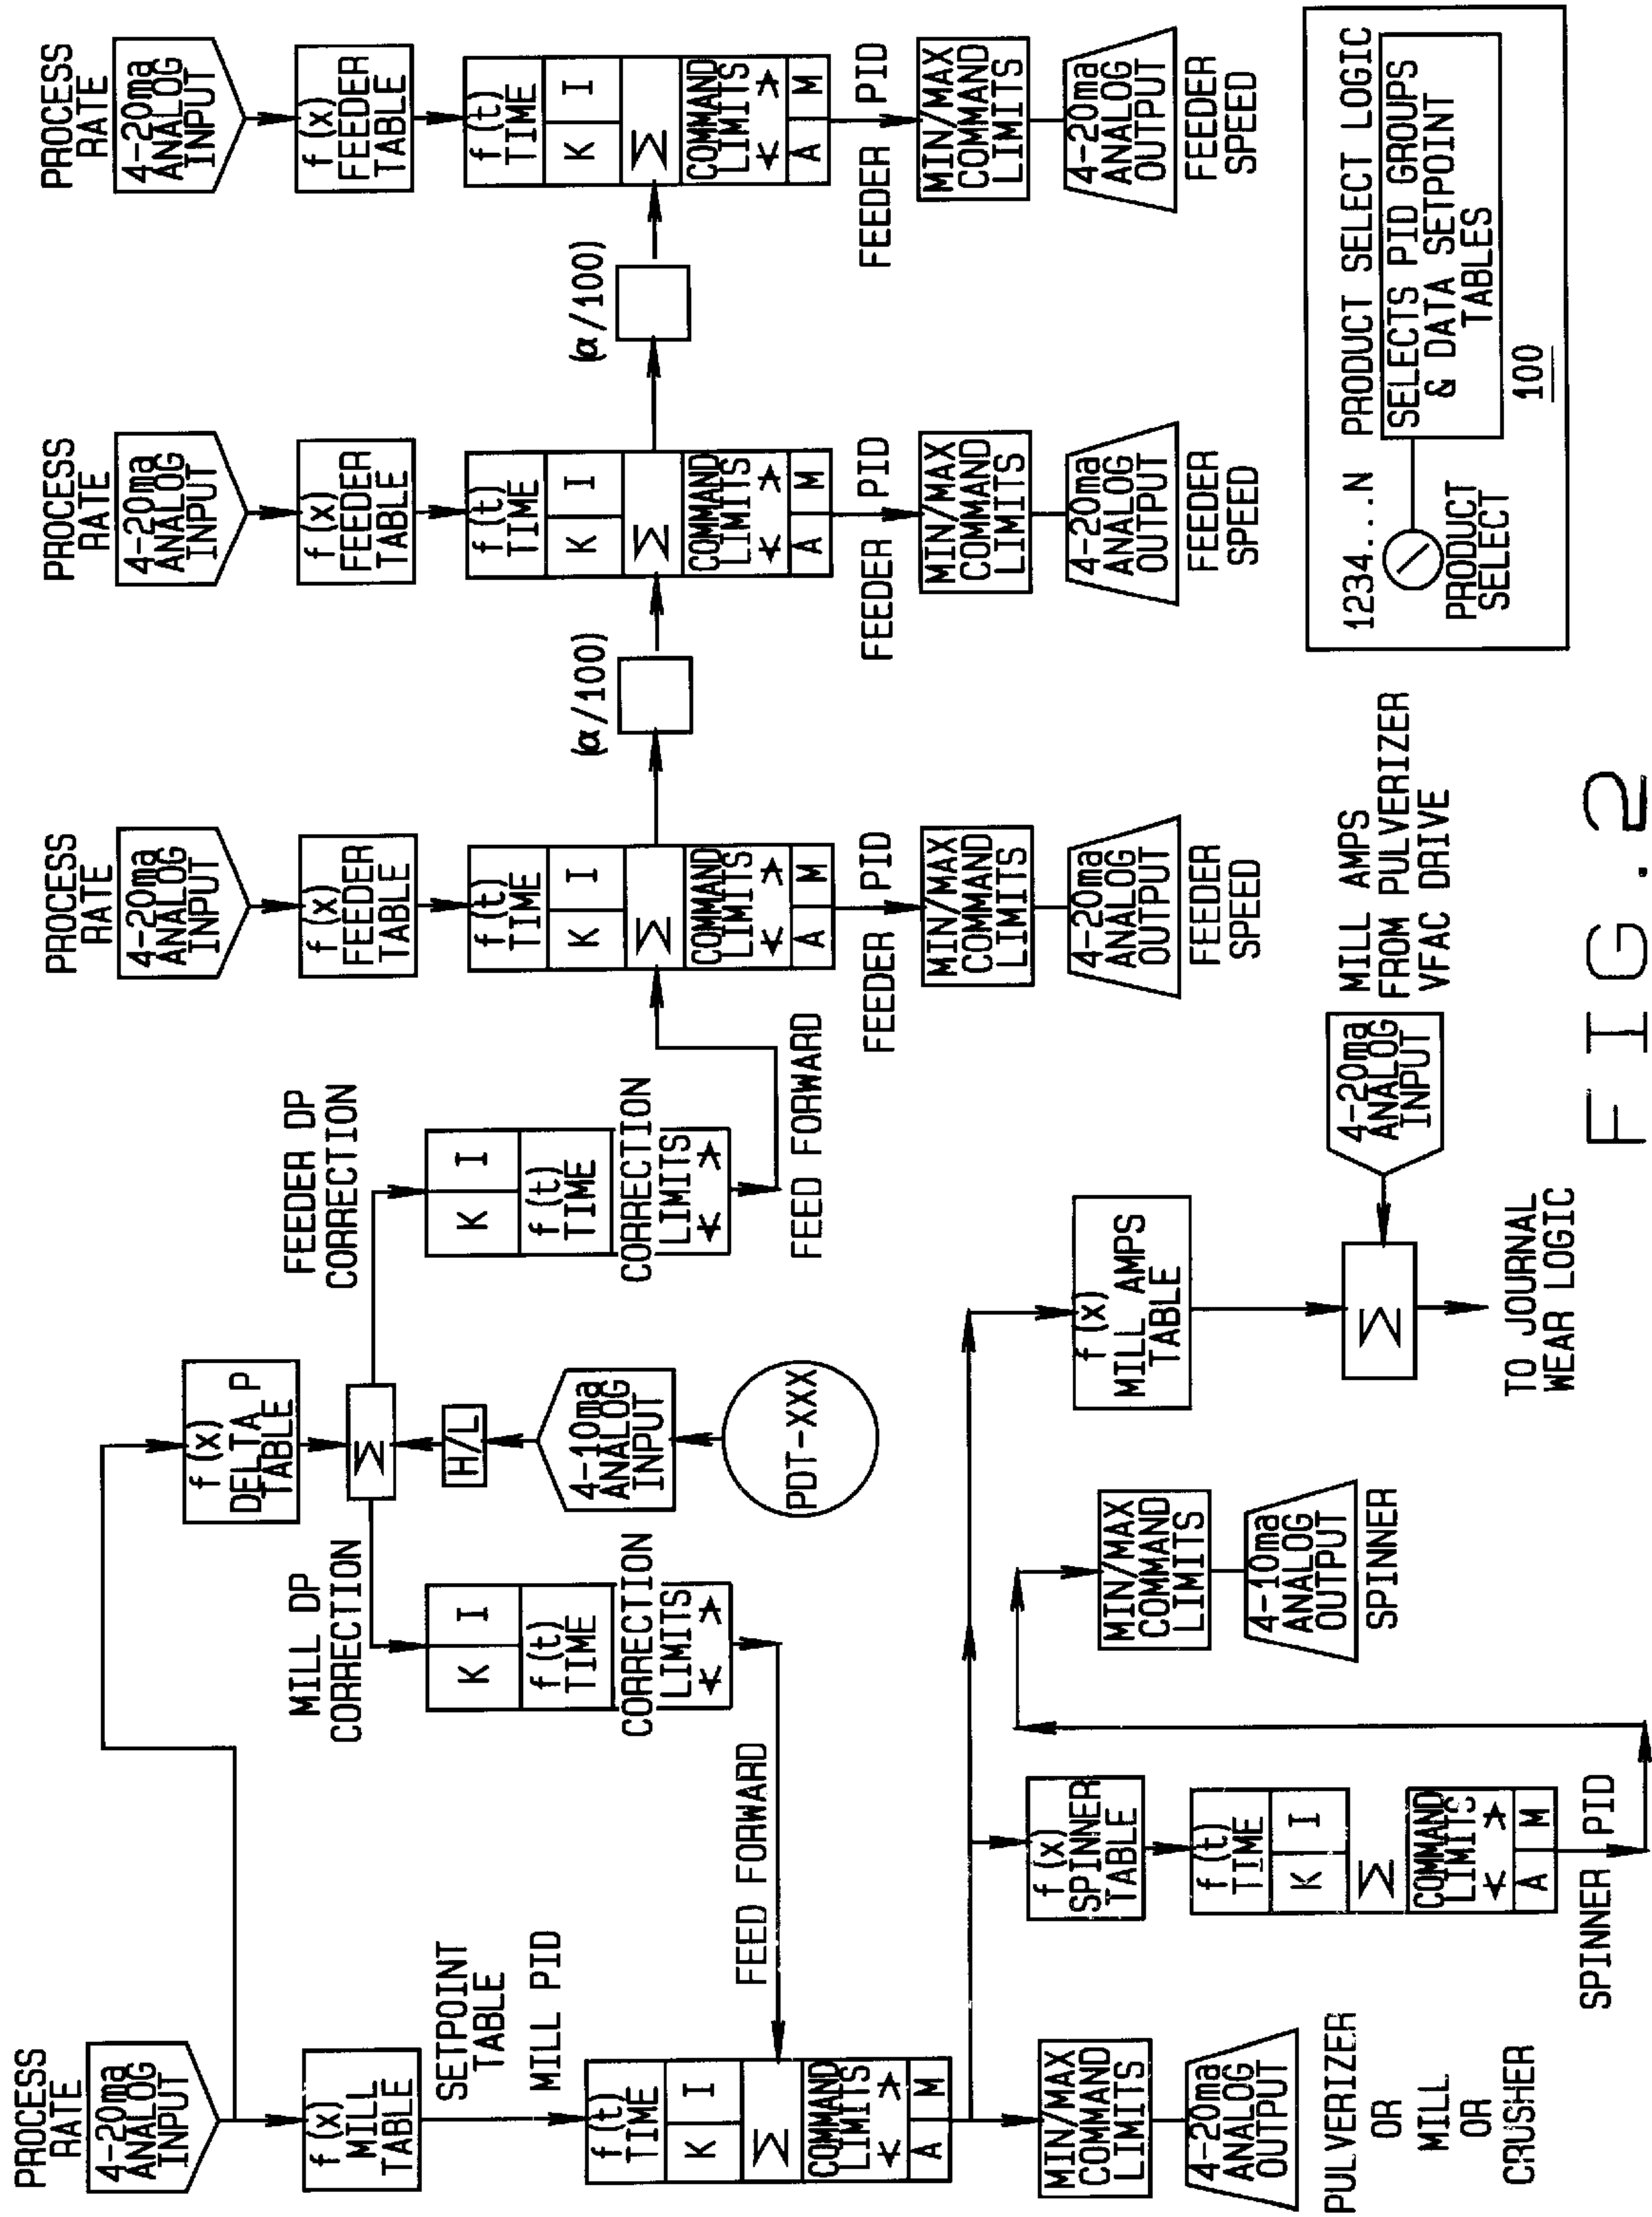 PROCESS
RATE
4-20ma
ANALOG
INPUT
f(x)
MILL
TABLE
SETPOINT
TABLE
MILL PID
f(t)
TIME
K I
Σ
COMMAND
LIMITS
A M
MIN/MAX
COMMAND
LIMITS
4-20ma
ANALOG
OUTPUT
PULVERIZER
OR
MILL
OR
CRUSHER
f(x)
DELTA P
TABLE
Σ
H/L
4-10ma
ANALOG
INPUT
PDT-XXX
MILL DP
CORRECTION
K I
f(t)
TIME
CORRECTION
LIMITS
FEED FORWARD
FEEDER DP
CORRECTION
K I
f(t)
TIME
CORRECTION
LIMITS
FEED FORWARD
f(x)
SPINNER
TABLE
f(t)
TIME
K I
Σ
COMMAND
LIMITS
A M
SPINNER PID
MIN/MAX
COMMAND
LIMITS
4-10ma
ANALOG
OUTPUT
SPINNER
f(x)
MILL AMPS
TABLE
Σ
TO JOURNAL
WEAR LOGIC
4-20ma
ANALOG
INPUT
MILL AMPS
FROM PULVERIZER
VFAC DRIVE
PROCESS
RATE
4-20ma
ANALOG
INPUT
f(x)
FEEDER
TABLE
f(t)
TIME
K I
Σ
COMMAND
LIMITS
A M
FEEDER PID
MIN/MAX
COMMAND
LIMITS
4-20ma
ANALOG
OUTPUT
FEEDER
SPEED
(α/100)
PROCESS
RATE
4-20ma
ANALOG
INPUT
f(x)
FEEDER
TABLE
f(t)
TIME
K I
Σ
COMMAND
LIMITS
A M
FEEDER PID
MIN/MAX
COMMAND
LIMITS
4-20ma
ANALOG
OUTPUT
FEEDER
SPEED
(α/100)
PROCESS
RATE
4-20ma
ANALOG
INPUT
f(x)
FEEDER
TABLE
f(t)
TIME
K I
Σ
COMMAND
LIMITS
A M
FEEDER PID
MIN/MAX
COMMAND
LIMITS
4-20ma
ANALOG
OUTPUT
FEEDER
SPEED
1234...N PRODUCT SELECT LOGIC
SELECTS PID GROUPS
& DATA SETPOINT
TABLES
PRODUCT
SELECT
100
FIG.2